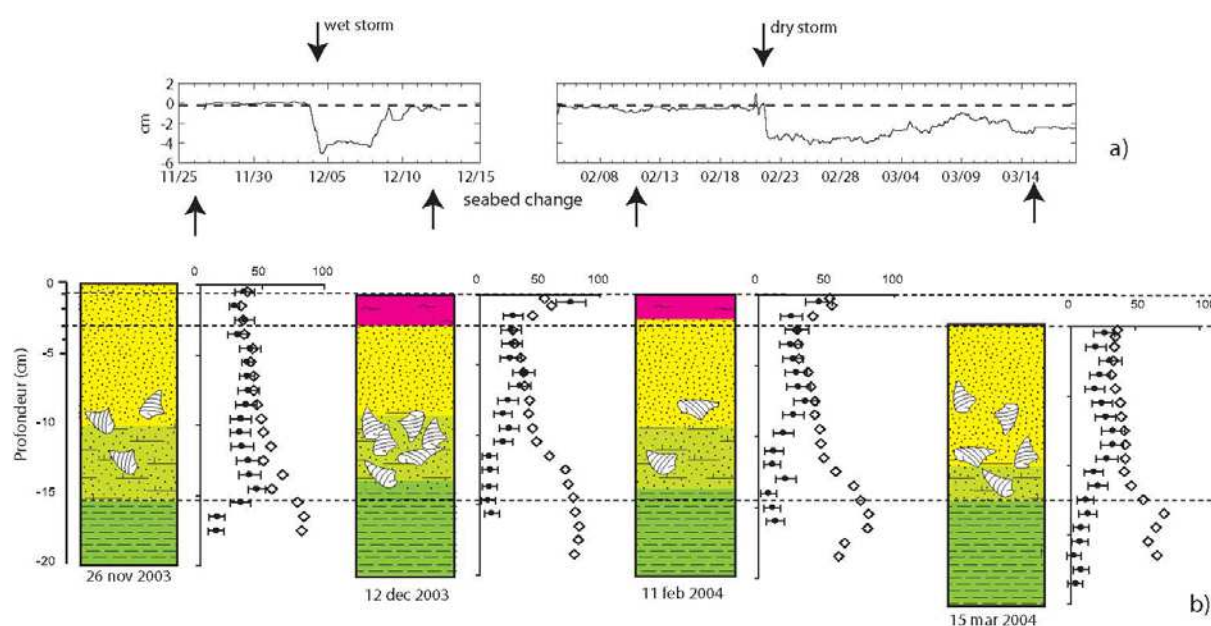 wet storm
dry storm
2
0
-2
-4
-6
cm
11/25 11/30 12/05 12/10 12/15
02/08 02/13 02/18 02/23 02/28 03/04 03/09 03/14
a)
seabed change
0 50 100
0 50 100
0 50 100
0 50 100
0
-5
-10
-15
-20
Profondeur (cm)
26 nov 2003
12 dec 2003
11 feb 2004
15 mar 2004
b)